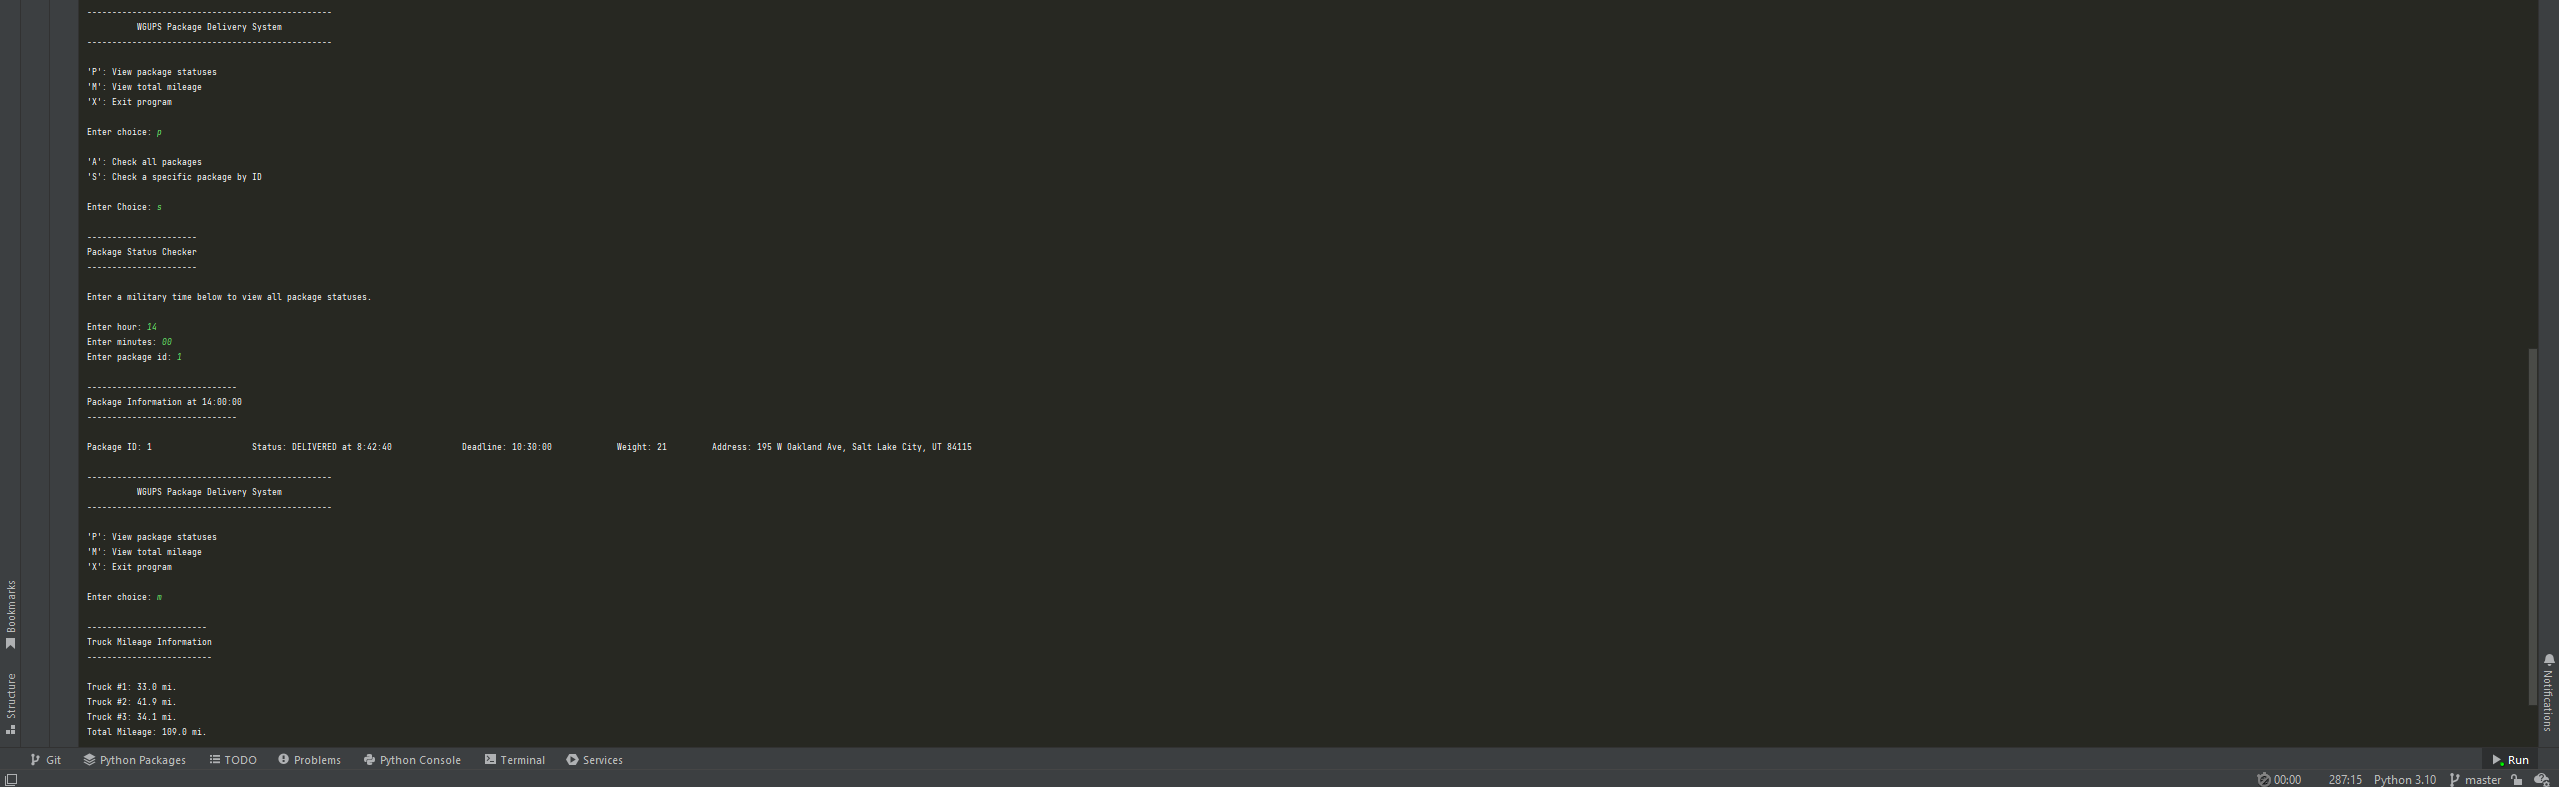 -------------------------------------------------
WGUPS Package Delivery System
-------------------------------------------------
'P': View package statuses
'M': View total mileage
'X': Exit program
Enter choice: p
'A': Check all packages
'S': Check a specific package by ID
Enter Choice: s
----------------------
Package Status Checker
----------------------
Enter a military time below to view all package statuses.
Enter hour: 14
Enter minutes: 00
Enter package id: 1
------------------------------
Package Information at 14:00:00
------------------------------
Package ID: 1 Status: DELIVERED at 8:42:40 Deadline: 10:30:00 Weight: 21 Address: 195 W Oakland Ave, Salt Lake City, UT 84115
-------------------------------------------------
WGUPS Package Delivery System
-------------------------------------------------
'P': View package statuses
'M': View total mileage
'X': Exit program
Enter choice: m
------------------------
Truck Mileage Information
-------------------------
Truck #1: 33.0 mi.
Truck #2: 41.9 mi.
Truck #3: 34.1 mi.
Total Mileage: 109.0 mi.
Bookmarks
Structure
Notifications
Git Python Packages TODO Problems Python Console Terminal Services Run
00:00 287:15 Python 3.10 master